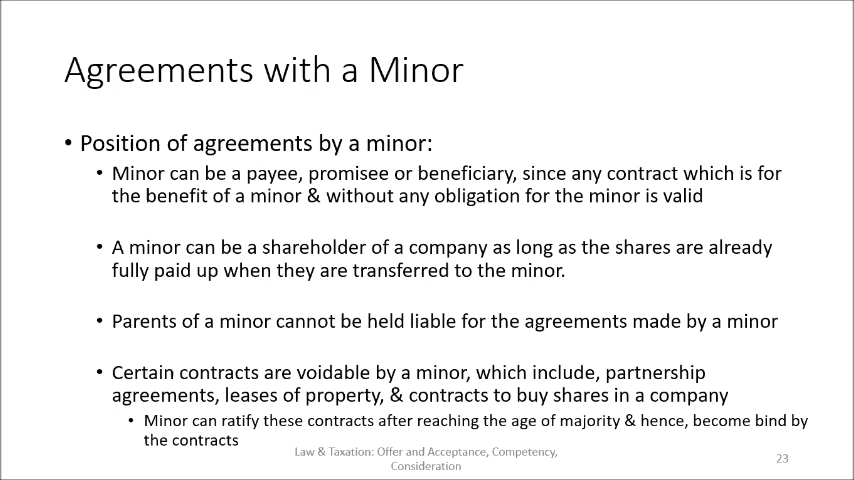 Agreements with a Minor
• Position of agreements by a minor:
• Minor can be a payee, promisee or beneficiary, since any contract which is for
the benefit of a minor & without any obligation for the minor is valid
• A minor can be a shareholder of a company as long as the shares are already
fully paid up when they are transferred to the minor.
• Parents of a minor cannot be held liable for the agreements made by a minor
• Certain contracts are voidable by a minor, which include, partnership
agreements, leases of property, & contracts to buy shares in a company
• Minor can ratify these contracts after reaching the age of majority & hence, become bind by
the contracts
Law & Taxation: Offer and Acceptance, Competency,
Consideration
23